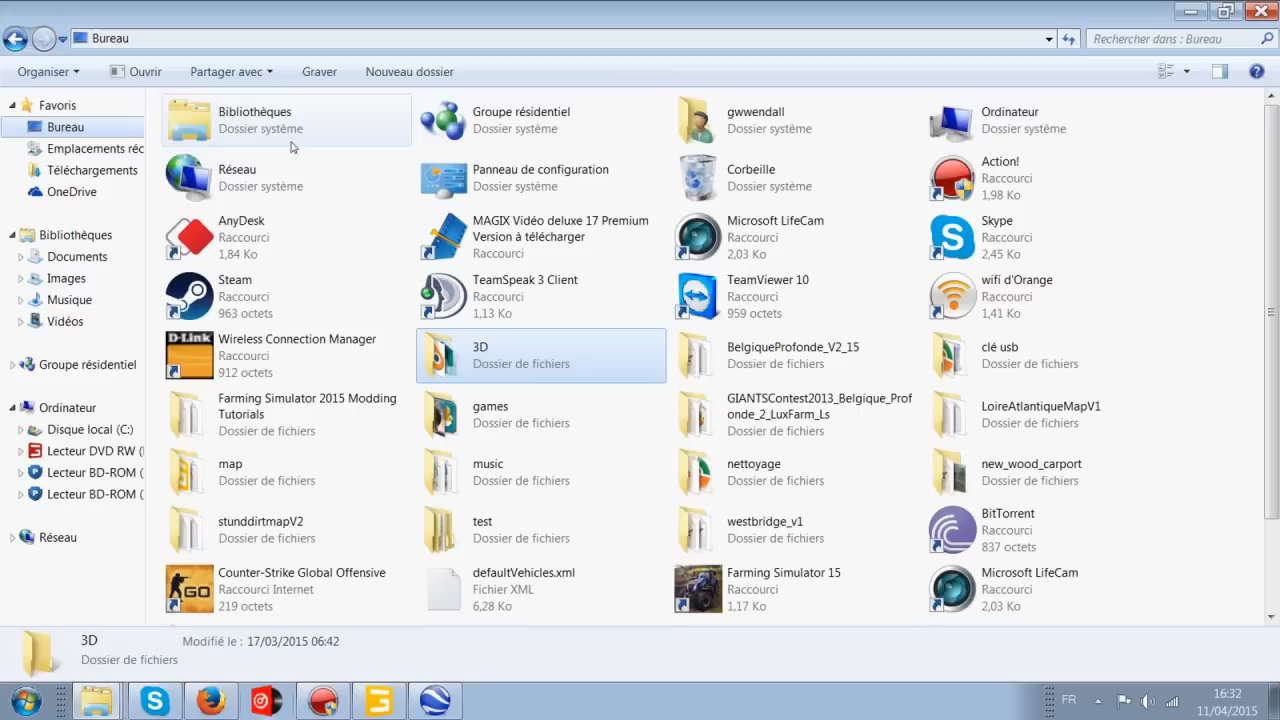 Bureau
Rechercher dans : Bureau
Organiser
Ouvrir
Partager avec
Graver
Nouveau dossier
Favoris
Bureau
Emplacements réc
Téléchargements
OneDrive
Bibliothèques
Documents
Images
Musique
Vidéos
Groupe résidentiel
Ordinateur
Disque local (C:)
Lecteur DVD RW (
Lecteur BD-ROM (
Lecteur BD-ROM (
Réseau
Bibliothèques
Dossier système
Groupe résidentiel
Dossier système
gwwendall
Dossier système
Ordinateur
Dossier système
Réseau
Dossier système
Panneau de configuration
Dossier système
Corbeille
Dossier système
Action!
Raccourci
1,98 Ko
AnyDesk
Raccourci
1,84 Ko
MAGIX Vidéo deluxe 17 Premium
Version à télécharger
Raccourci
Microsoft LifeCam
Raccourci
2,03 Ko
Skype
Raccourci
2,45 Ko
Steam
Raccourci
963 octets
TeamSpeak 3 Client
Raccourci
1,13 Ko
TeamViewer 10
Raccourci
959 octets
wifi d'Orange
Raccourci
1,41 Ko
D-Link
Wireless Connection Manager
Raccourci
912 octets
3D
Dossier de fichiers
BelgiqueProfonde_V2_15
Dossier de fichiers
clé usb
Dossier de fichiers
Farming Simulator 2015 Modding
Tutorials
Dossier de fichiers
games
Dossier de fichiers
GIANTSContest2013_Belgique_Prof
onde_2_LuxFarm_Ls
Dossier de fichiers
LoireAtlantiqueMapV1
Dossier de fichiers
map
Dossier de fichiers
music
Dossier de fichiers
nettoyage
Dossier de fichiers
new_wood_carport
Dossier de fichiers
stunddirtmapV2
Dossier de fichiers
test
Dossier de fichiers
westbridge_v1
Dossier de fichiers
BitTorrent
Raccourci
837 octets
GO
Counter-Strike Global Offensive
Raccourci Internet
219 octets
defaultVehicles.xml
Fichier XML
6,28 Ko
Farming Simulator 15
Raccourci
1,17 Ko
Microsoft LifeCam
Raccourci
2,03 Ko
3D
Modifié le : 17/03/2015 06:42
Dossier de fichiers
FR
16:32
11/04/2015